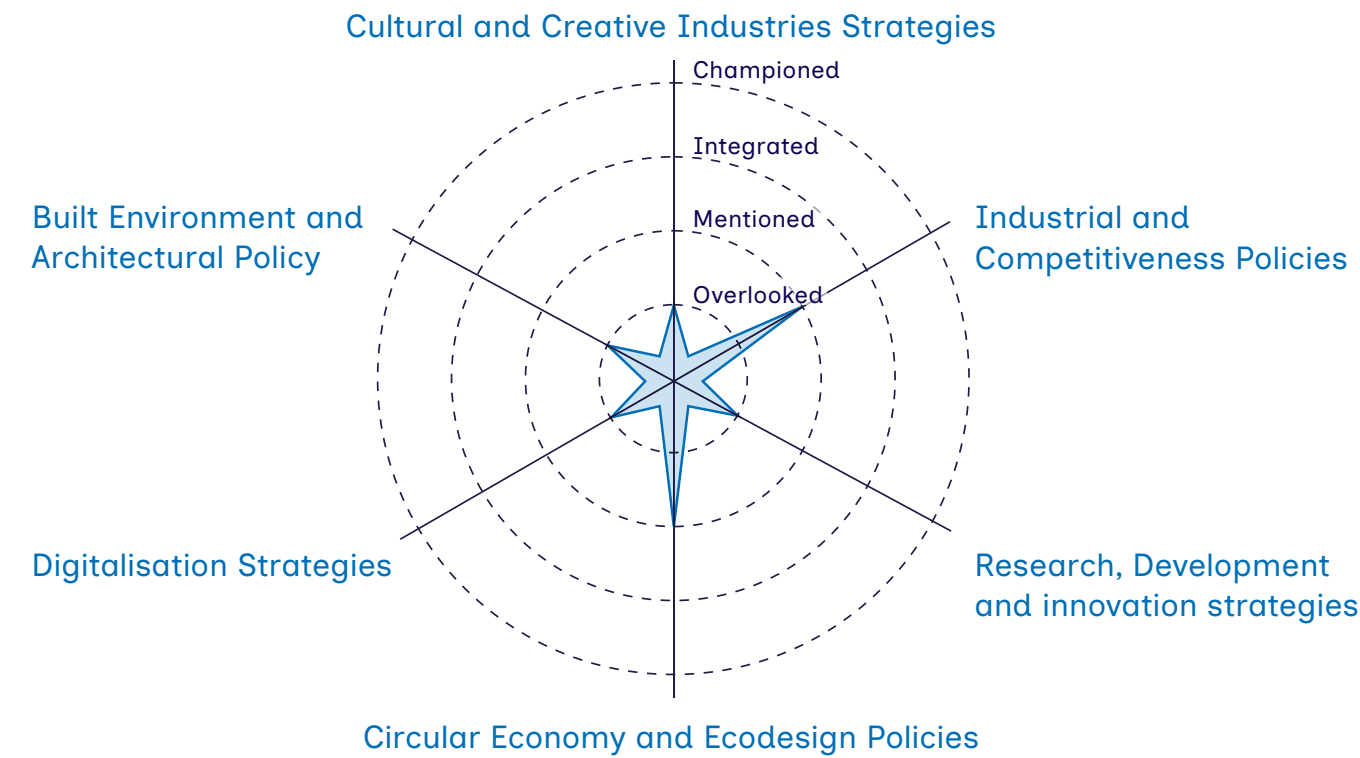 Cultural and Creative Industries Strategies
Championed
Integrated
Mentioned
Overlooked
Built Environment and
Architectural Policy
Industrial and
Competitiveness Policies
Digitalisation Strategies
Research, Development
and innovation strategies
Circular Economy and Ecodesign Policies